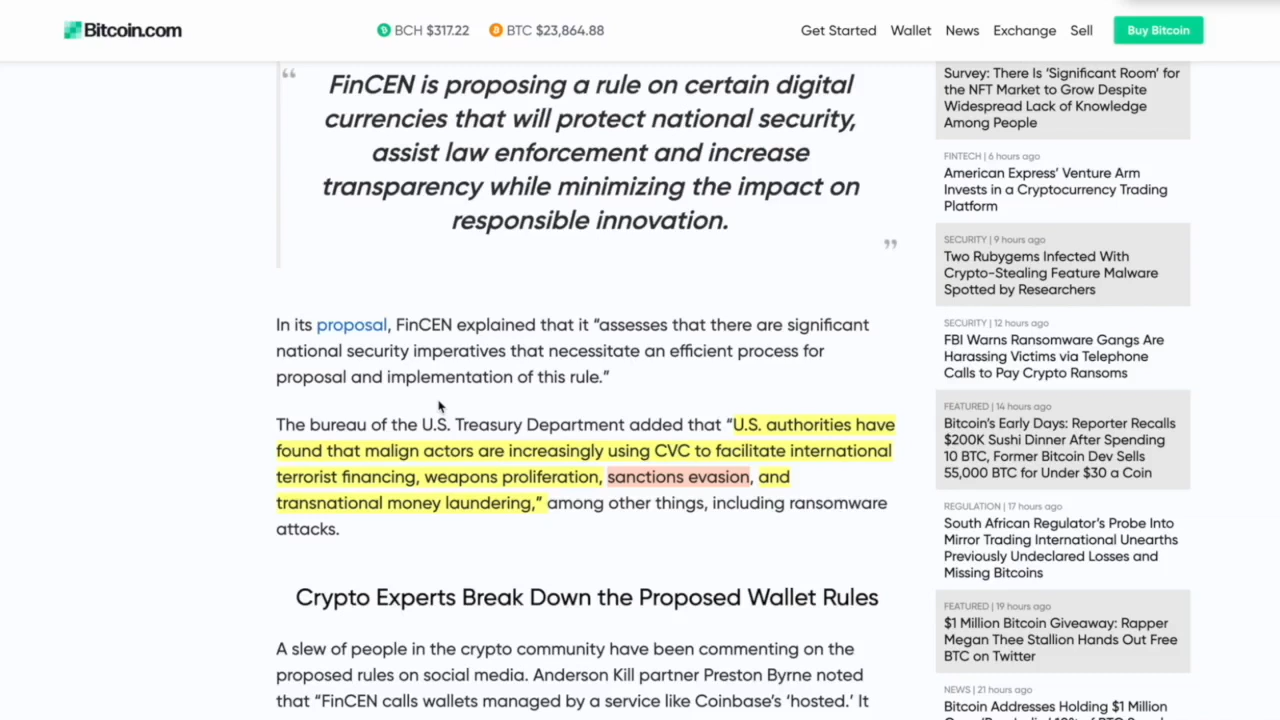 Bitcoin.com
BCH $317.22
BTC $23,864.88
Get Started
Wallet
News
Exchange
Sell
Buy Bitcoin
“
FinCEN is proposing a rule on certain digital
currencies that will protect national security,
assist law enforcement and increase
transparency while minimizing the impact on
responsible innovation.
”
In its proposal, FinCEN explained that it “assesses that there are significant
national security imperatives that necessitate an efficient process for
proposal and implementation of this rule.”
The bureau of the U.S. Treasury Department added that “U.S. authorities have
found that malign actors are increasingly using CVC to facilitate international
terrorist financing, weapons proliferation, sanctions evasion, and
transnational money laundering,” among other things, including ransomware
attacks.
Crypto Experts Break Down the Proposed Wallet Rules
A slew of people in the crypto community have been commenting on the
proposed rules on social media. Anderson Kill partner Preston Byrne noted
that “FinCEN calls wallets managed by a service like Coinbase’s ‘hosted.’ It
Survey: There Is ‘Significant Room’ for
the NFT Market to Grow Despite
Widespread Lack of Knowledge
Among People
FINTECH | 6 hours ago
American Express’ Venture Arm
Invests in a Cryptocurrency Trading
Platform
SECURITY | 9 hours ago
Two Rubygems Infected With
Crypto-Stealing Feature Malware
Spotted by Researchers
SECURITY | 12 hours ago
FBI Warns Ransomware Gangs Are
Harassing Victims via Telephone
Calls to Pay Crypto Ransoms
FEATURED | 14 hours ago
Bitcoin’s Early Days: Reporter Recalls
$200K Sushi Dinner After Spending
10 BTC, Former Bitcoin Dev Sells
55,000 BTC for Under $30 a Coin
REGULATION | 17 hours ago
South African Regulator’s Probe Into
Mirror Trading International Unearths
Previously Undeclared Losses and
Missing Bitcoins
FEATURED | 19 hours ago
$1 Million Bitcoin Giveaway: Rapper
Megan Thee Stallion Hands Out Free
BTC on Twitter
NEWS | 21 hours ago
Bitcoin Addresses Holding $1 Million